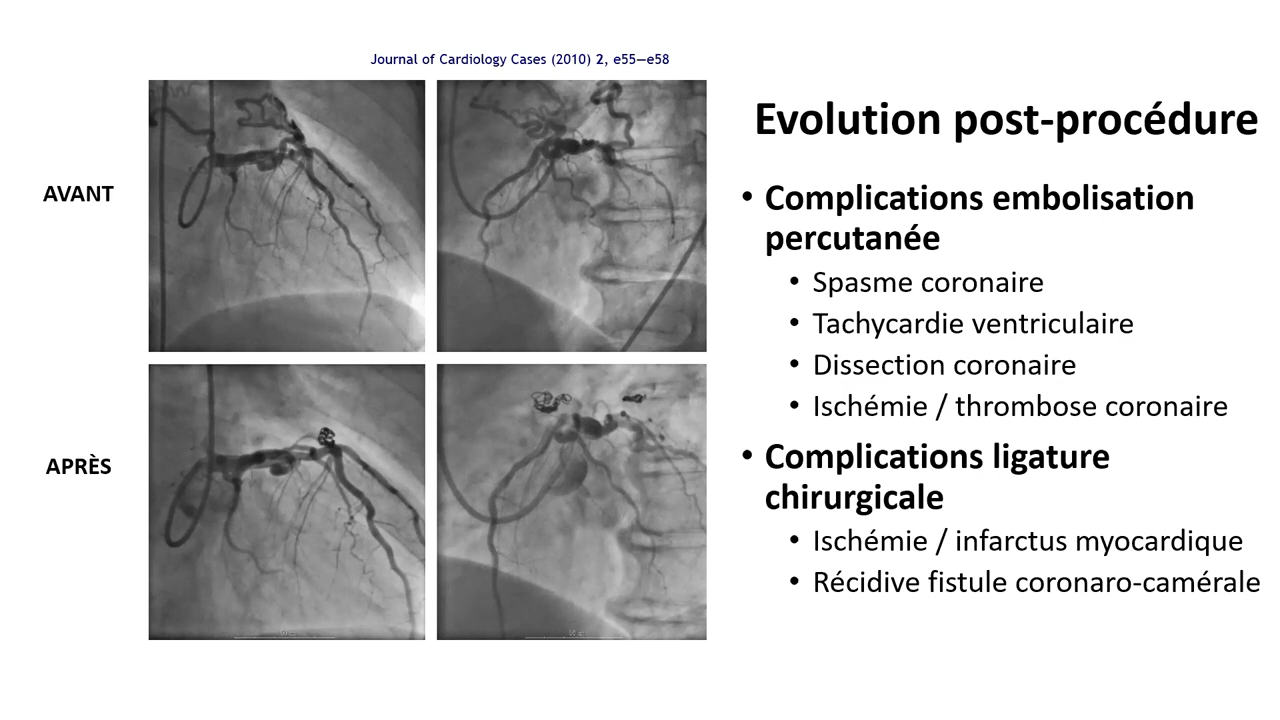 Journal of Cardiology Cases (2010) 2, e55—e58
AVANT
APRÈS
Evolution post-procédure
• Complications embolisation
percutanée
• Spasme coronaire
• Tachycardie ventriculaire
• Dissection coronaire
• Ischémie / thrombose coronaire
• Complications ligature
chirurgicale
• Ischémie / infarctus myocardique
• Récidive fistule coronaro-camérale